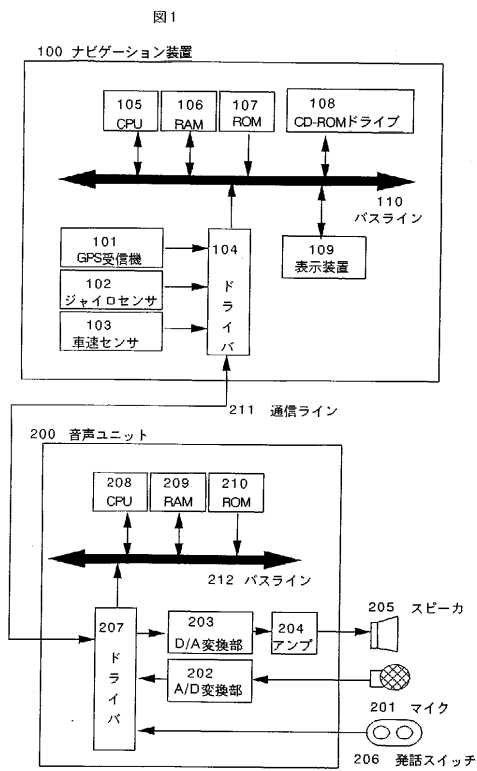 図1
100 ナビゲーション装置
105
CPU
106
RAM
107
ROM
108
CD-ROMドライブ
110
バスライン
101
GPS受信機
102
ジャイロセンサ
103
車速センサ
104
ドライバ
109
表示装置
211 通信ライン
200 音声ユニット
208
CPU
209
RAM
210
ROM
212 バスライン
207
ドライバ
203
D/A変換部
204
アンプ
205 スピーカ
202
A/D変換部
201 マイク
206 発話スイッチ